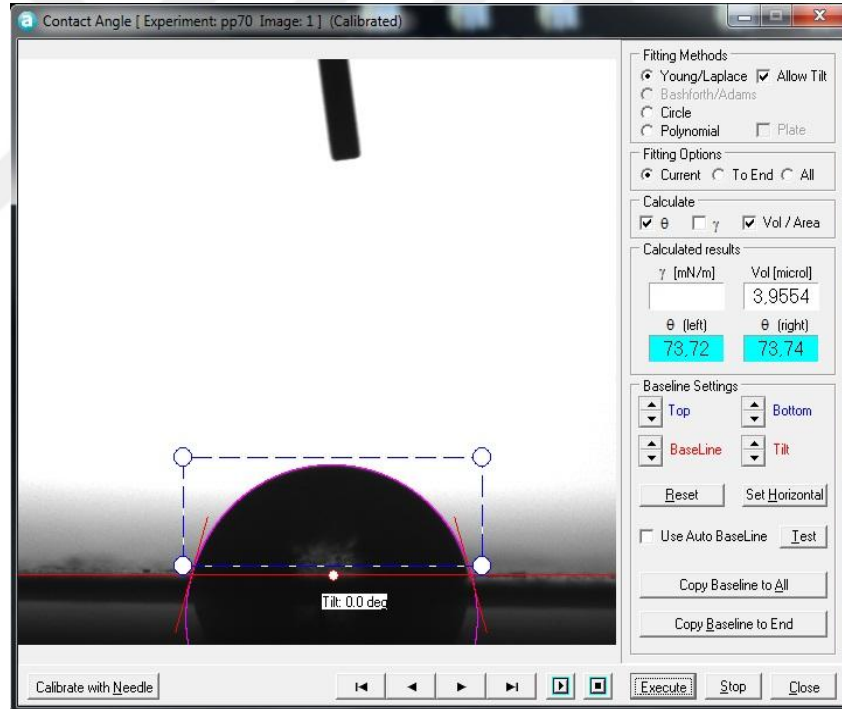 Contact Angle [ Experiment: pp70 Image: 1 ] (Calibrated)
Fitting Methods
Young/Laplace Allow Tilt
Bashforth/Adams
Circle
Polynomial Plate
Fitting Options
Current To End All
Calculate
θ γ Vol / Area
Calculated results
γ [mN/m] Vol [microl]
3,9554
θ (left) θ (right)
73,72 73,74
Baseline Settings
Top Bottom
BaseLine Tilt
Reset Set Horizontal
Use Auto BaseLine Test
Copy Baseline to All
Copy Baseline to End
Tilt: 0.0 deg
Calibrate with Needle Execute Stop Close